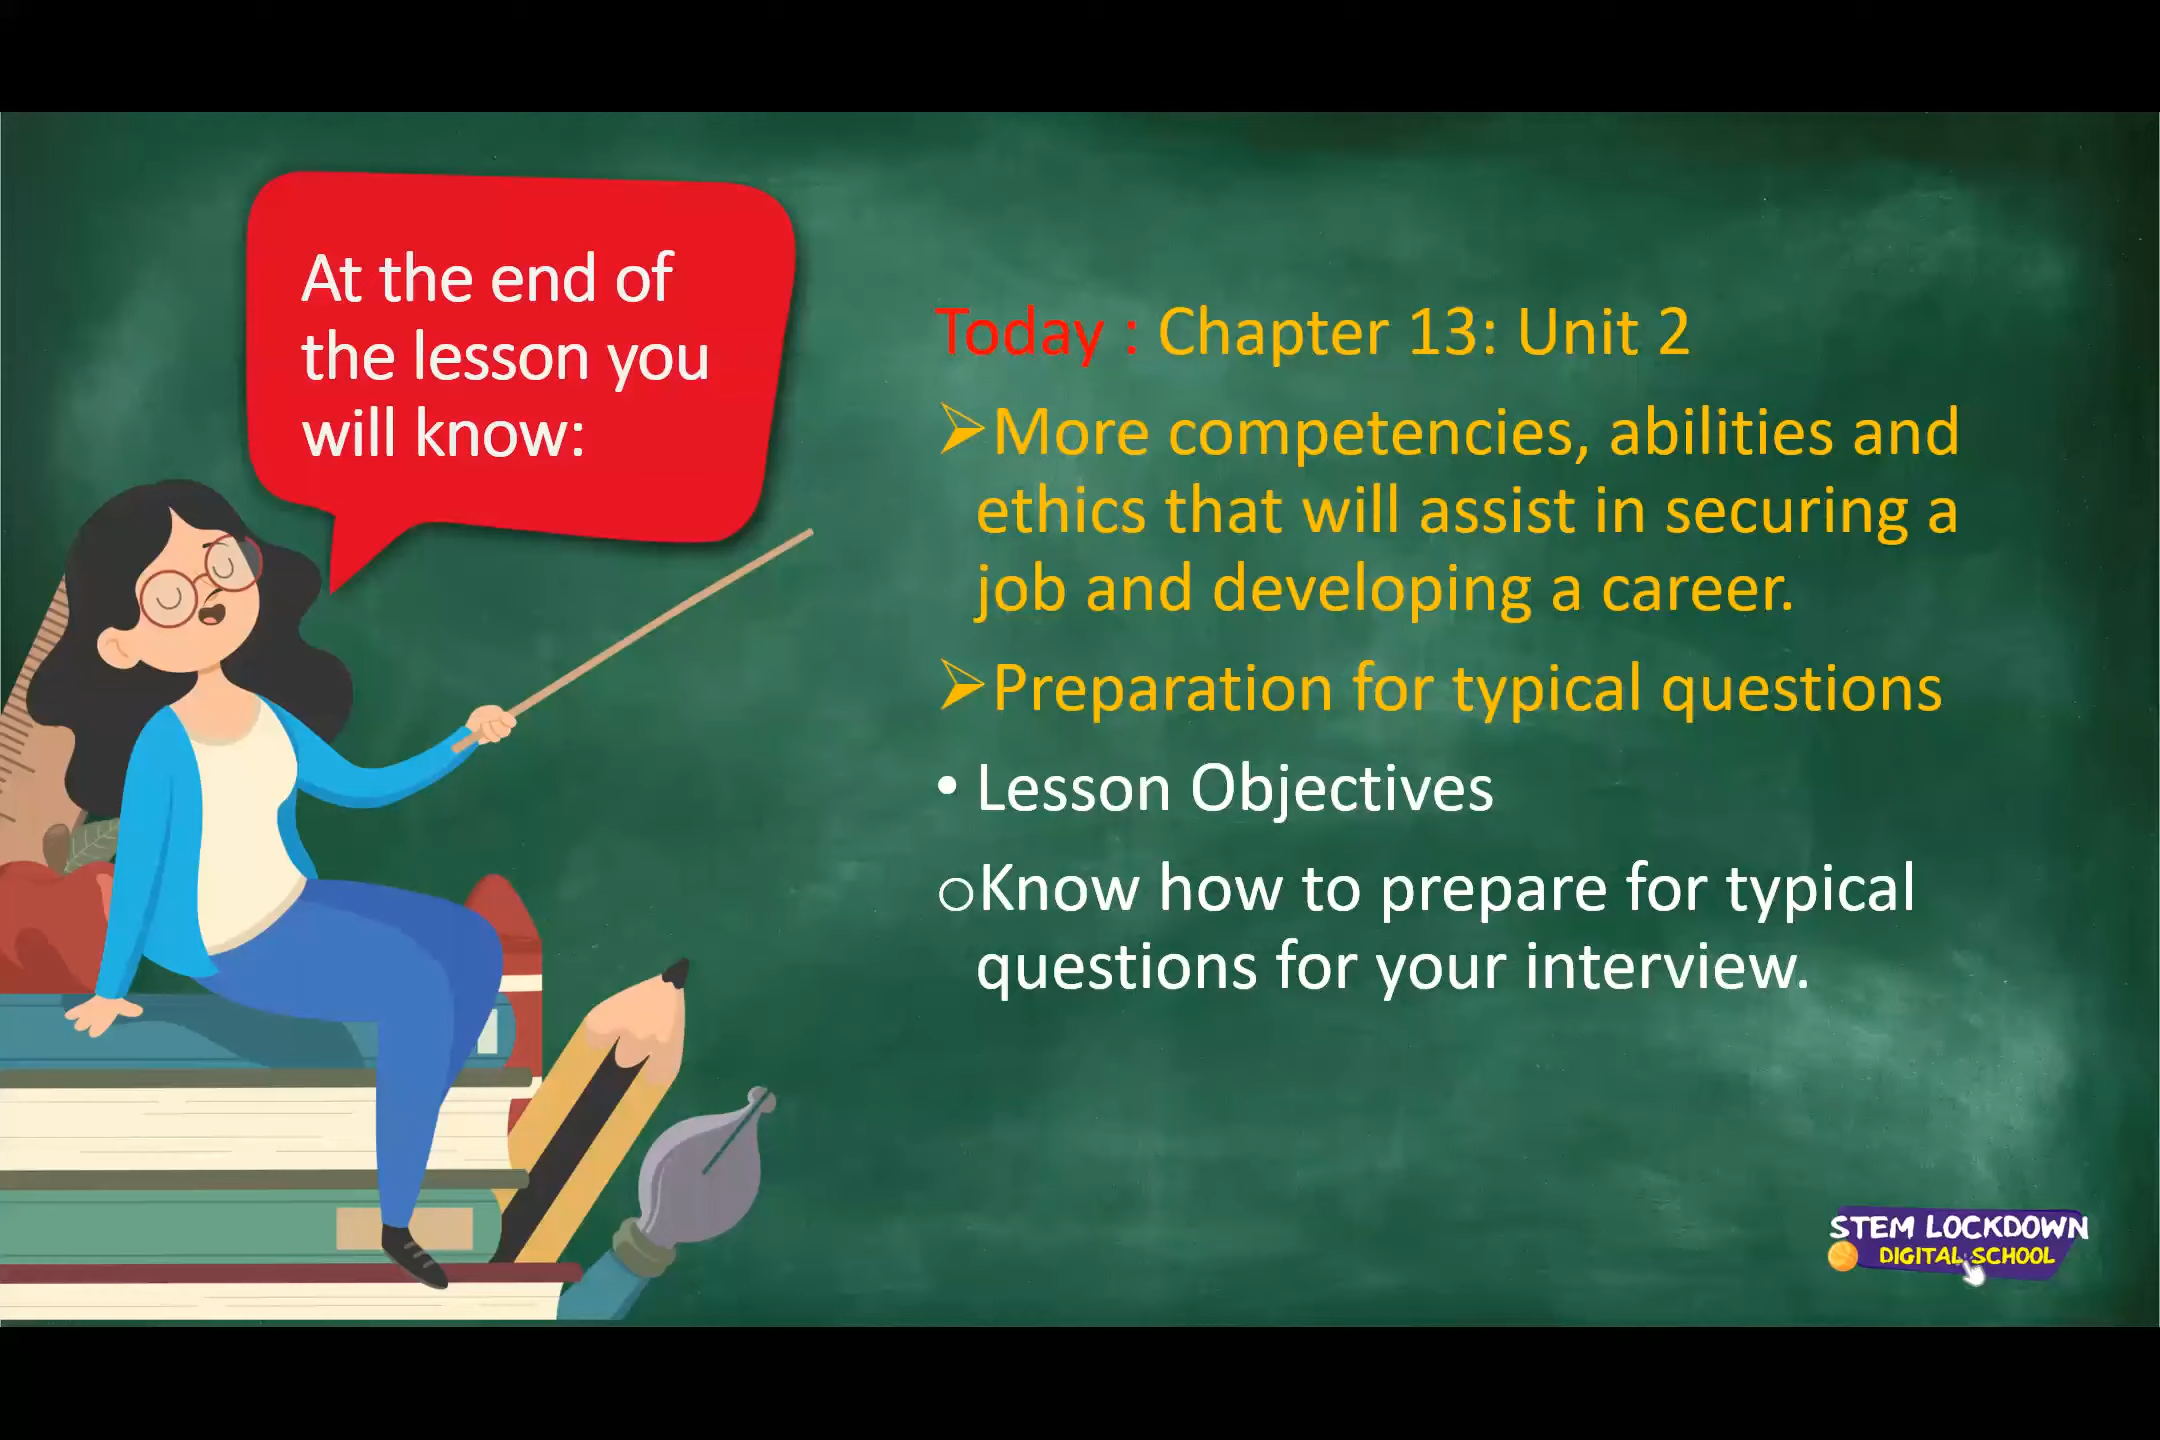 At the end of
the lesson you
will know:
Today : Chapter 13: Unit 2
➢More competencies, abilities and
ethics that will assist in securing a
job and developing a career.
➢Preparation for typical questions
• Lesson Objectives
oKnow how to prepare for typical
questions for your interview.
STEM LOCKDOWN
DIGITAL SCHOOL